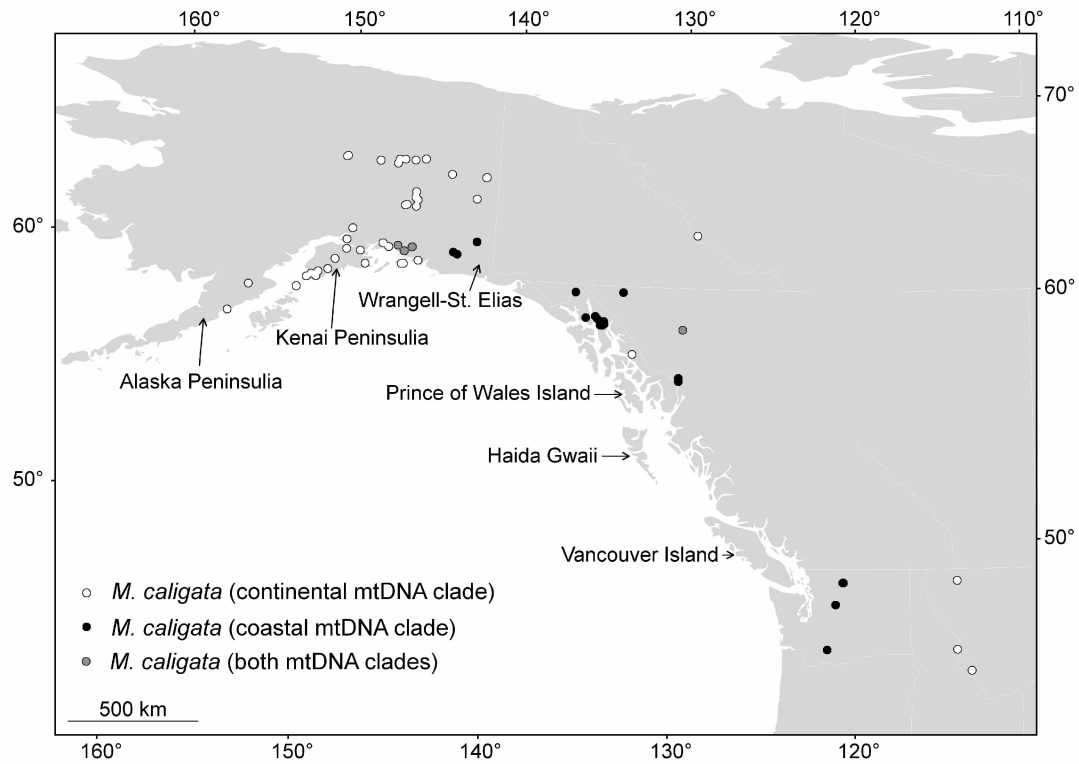 160° 150° 140° 130° 120° 110°
70°
60°
60°
Wrangell-St. Elias
Kenai Peninsulia
Alaska Peninsulia
Prince of Wales Island
Haida Gwaii
50°
50°
Vancouver Island
M. caligata (continental mtDNA clade)
M. caligata (coastal mtDNA clade)
M. caligata (both mtDNA clades)
500 km
160° 150° 140° 130° 120°